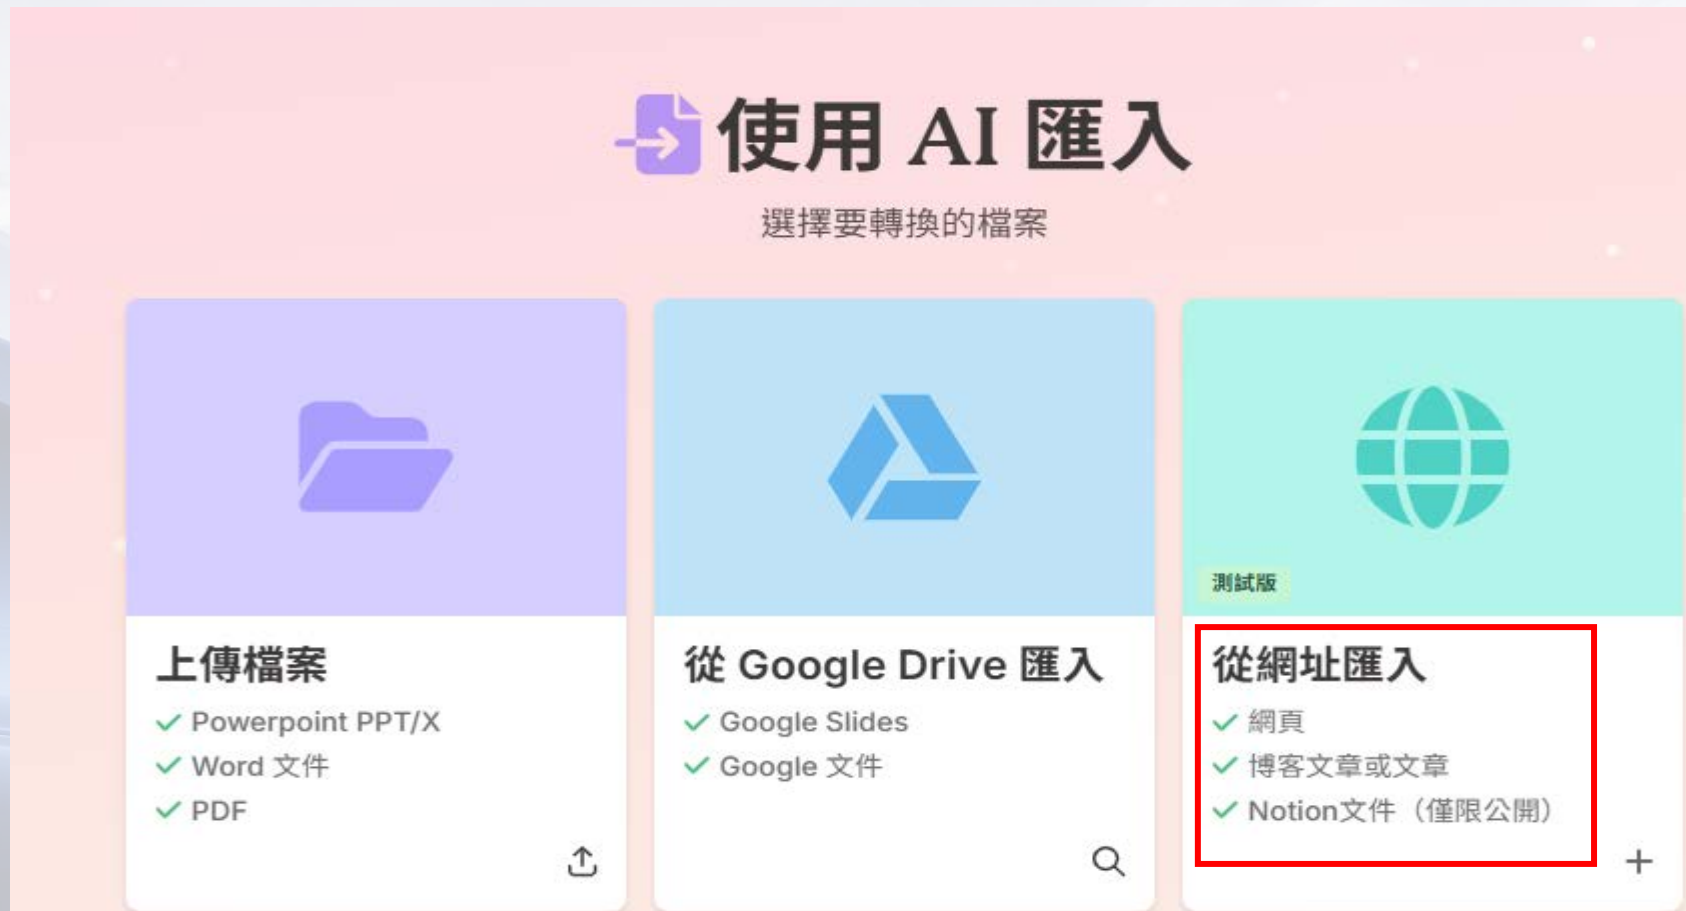 使用 AI 匯入
選擇要轉換的檔案
上傳檔案
Powerpoint PPT/X
Word 文件
PDF
從 Google Drive 匯入
Google Slides
Google 文件
測試版
從網址匯入
網頁
博客文章或文章
Notion文件（僅限公開）